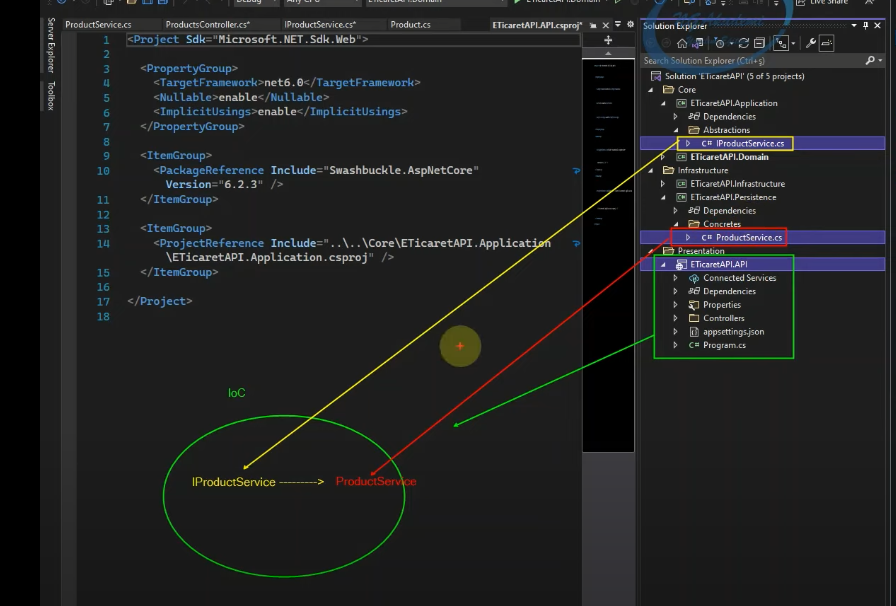 Debug
Any CPU
ETicaretAPI.Domain
ETicaretAPI.Domain
Live Share
ProductService.cs
ProductsController.cs*
IProductService.cs*
Product.cs
ETicaretAPI.API.csproj*
Server Explorer
Toolbox
1 <Project Sdk="Microsoft.NET.Sdk.Web">
2
3 <PropertyGroup>
4 <TargetFramework>net6.0</TargetFramework>
5 <Nullable>enable</Nullable>
6 <ImplicitUsings>enable</ImplicitUsings>
7 </PropertyGroup>
8
9 <ItemGroup>
10 <PackageReference Include="Swashbuckle.AspNetCore"
Version="6.2.3" />
11 </ItemGroup>
12
13 <ItemGroup>
14 <ProjectReference Include="..\..\Core\ETicaretAPI.Application
\ETicaretAPI.Application.csproj" />
15 </ItemGroup>
16
17 </Project>
18
IoC
IProductService ---------> ProductService
Solution Explorer
Search Solution Explorer (Ctrl+ş)
Solution 'ETicaretAPI' (5 of 5 projects)
Core
C# ETicaretAPI.Application
Dependencies
Abstractions
C# IProductService.cs
C# ETicaretAPI.Domain
Infrastructure
C# ETicaretAPI.Infrastructure
C# ETicaretAPI.Persistence
Dependencies
Concretes
C# ProductService.cs
Presentation
ETicaretAPI.API
Connected Services
Dependencies
Properties
Controllers
appsettings.json
C# Program.cs